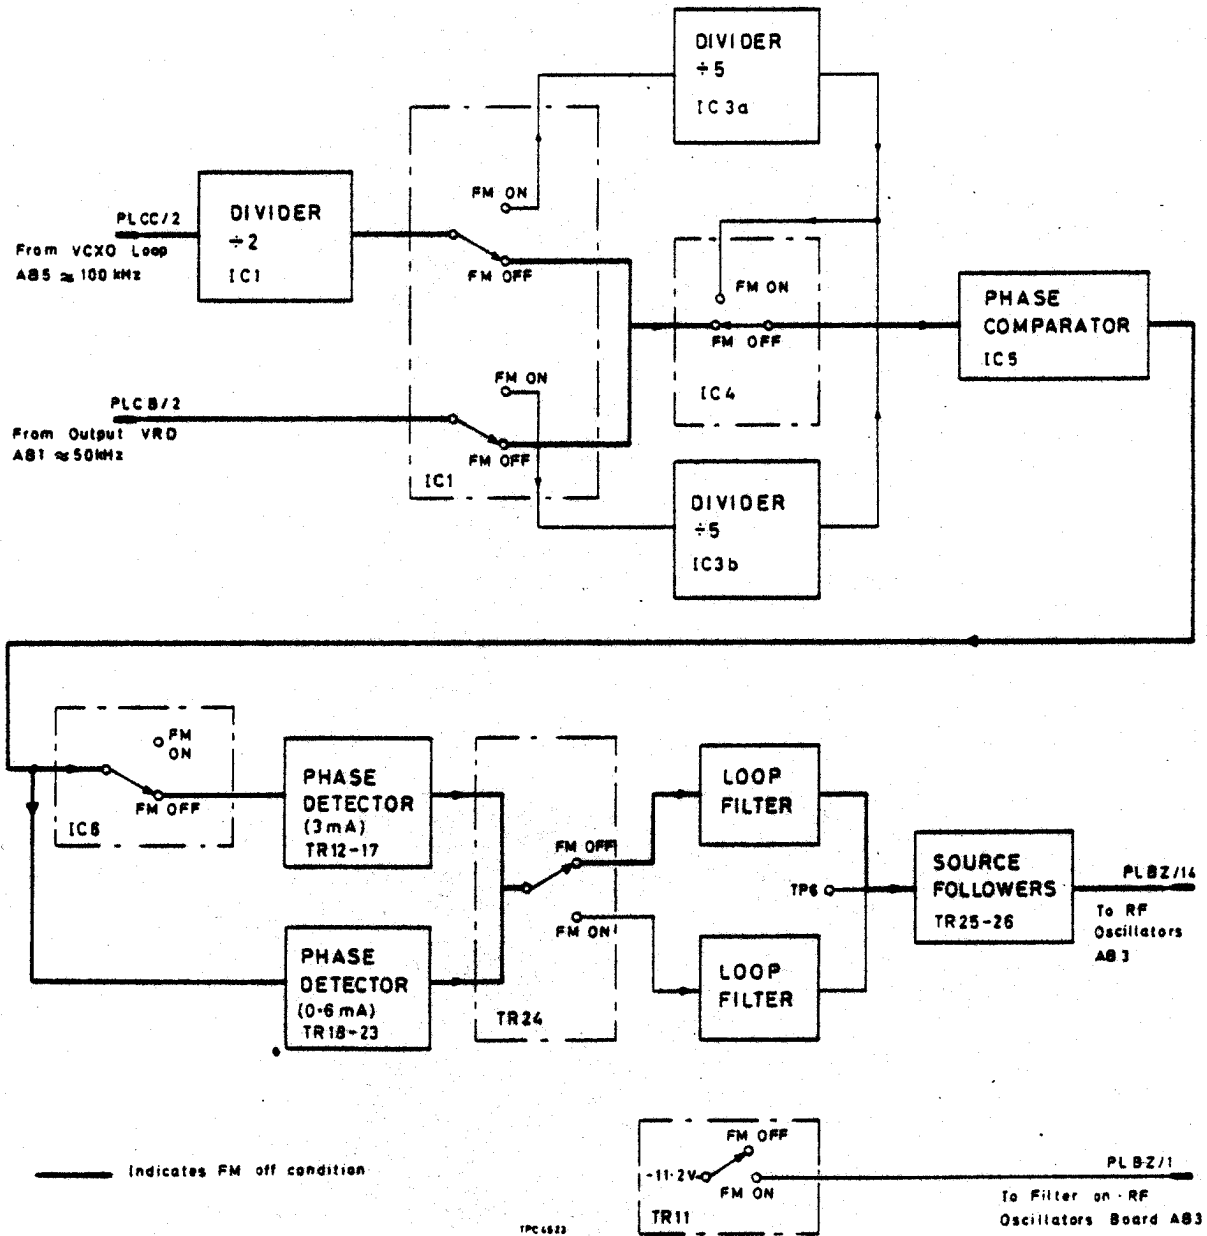 DIVIDER
÷5
IC3a
FM ON
PLCC/2
DIVIDER
÷2
IC1
From VCXO Loop
AB5 ≈ 100 kHz
FM OFF
FM ON
FM OFF
IC4
PHASE
COMPARATOR
IC5
FM ON
PLCB/2
From Output VRD
AB1 ≈ 50kHz
FM OFF
IC1
DIVIDER
÷5
IC3b
FM
ON
FM OFF
IC6
PHASE
DETECTOR
(3mA)
TR12-17
LOOP
FILTER
FM OFF
FM ON
TR24
TP6
SOURCE
FOLLOWERS
TR25-26
PLBZ/14
To RF
Oscillators
AB3
PHASE
DETECTOR
(0·6mA)
TR18-23
LOOP
FILTER
Indicates FM off condition
FM OFF
-11·2V
FM ON
TR11
PLBZ/1
To Filter on RF
Oscillators Board AB3
TPC4523